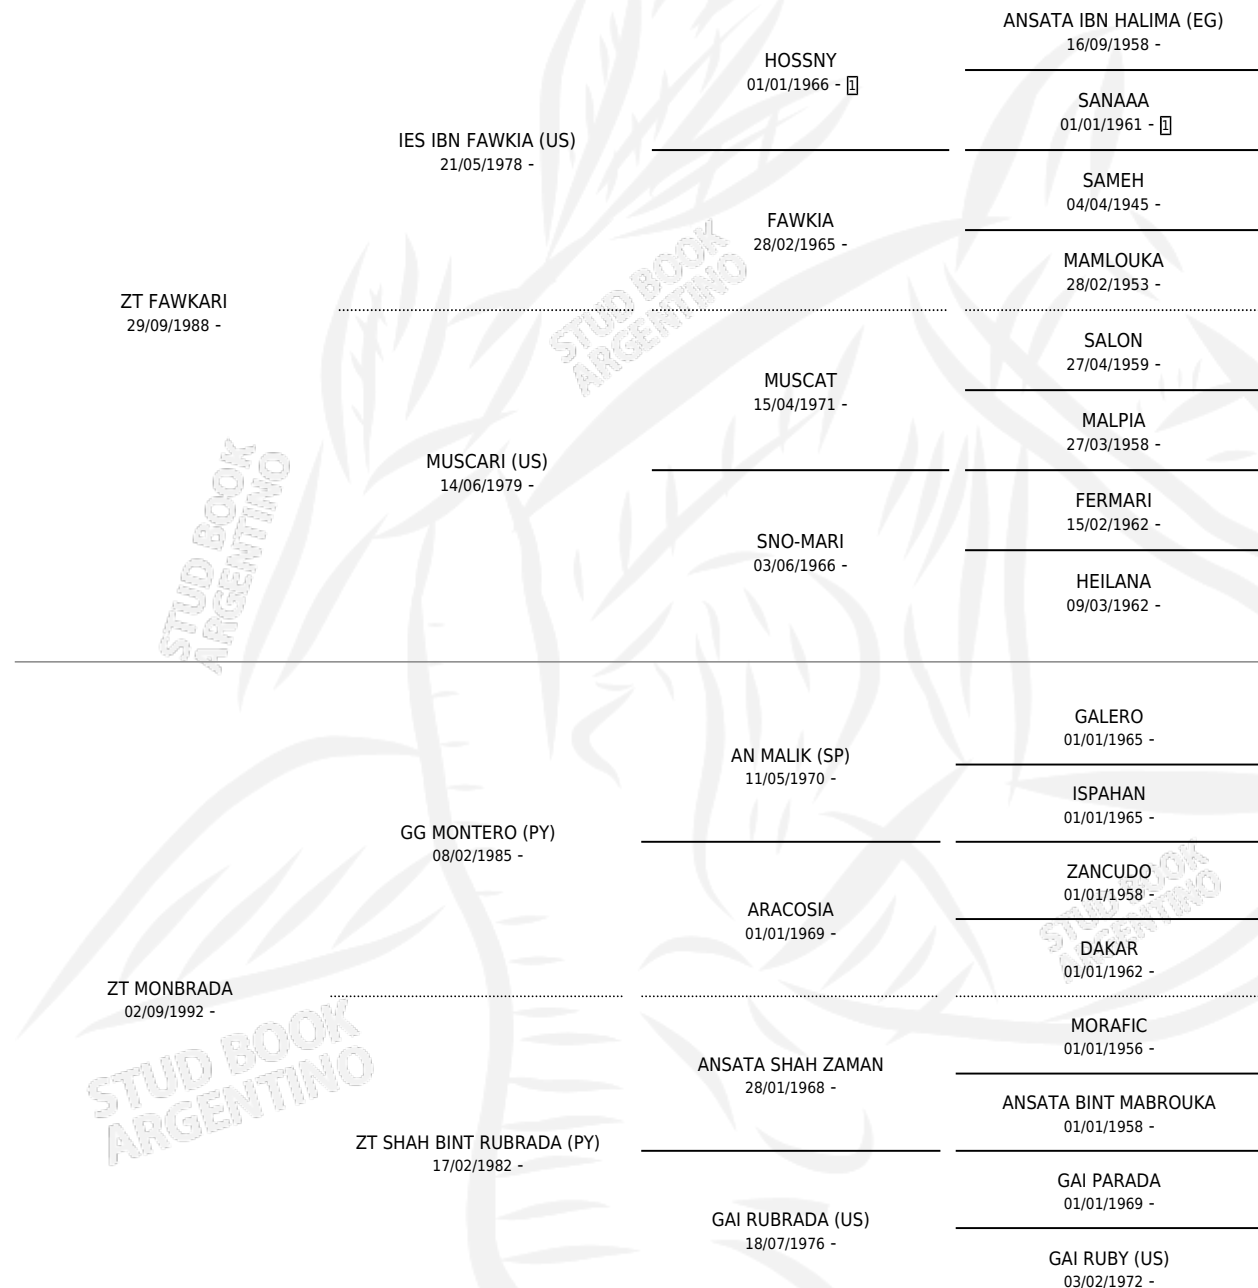 ANSATA IBN HALIMA (EG)
16/09/1958 -
HOSSNY
01/01/1966 - 1
SANAAA
01/01/1961 - 1
IES IBN FAWKIA (US)
21/05/1978 -
SAMEH
04/04/1945 -
FAWKIA
28/02/1965 -
MAMLOUKA
28/02/1953 -
ZT FAWKARI
29/09/1988 -
STUD BOOK
ARGENTINO
SALON
27/04/1959 -
MUSCAT
15/04/1971 -
MALPIA
27/03/1958 -
MUSCARI (US)
14/06/1979 -
FERMARI
15/02/1962 -
SNO-MARI
03/06/1966 -
HEILANA
09/03/1962 -
STUD BOOK
ARGENTINO
GALERO
01/01/1965 -
AN MALIK (SP)
11/05/1970 -
ISPAHAN
01/01/1965 -
GG MONTERO (PY)
08/02/1985 -
ZANCUDO
01/01/1958 -
ARACOSIA
01/01/1969 -
DAKAR
01/01/1962 -
STUD BOOK
ARGENTINO
ZT MONBRADA
02/09/1992 -
STUD BOOK
ARGENTINO
MORAFIC
01/01/1956 -
ANSATA SHAH ZAMAN
28/01/1968 -
ANSATA BINT MABROUKA
01/01/1958 -
ZT SHAH BINT RUBRADA (PY)
17/02/1982 -
GAI PARADA
01/01/1969 -
GAI RUBRADA (US)
18/07/1976 -
GAI RUBY (US)
03/02/1972 -